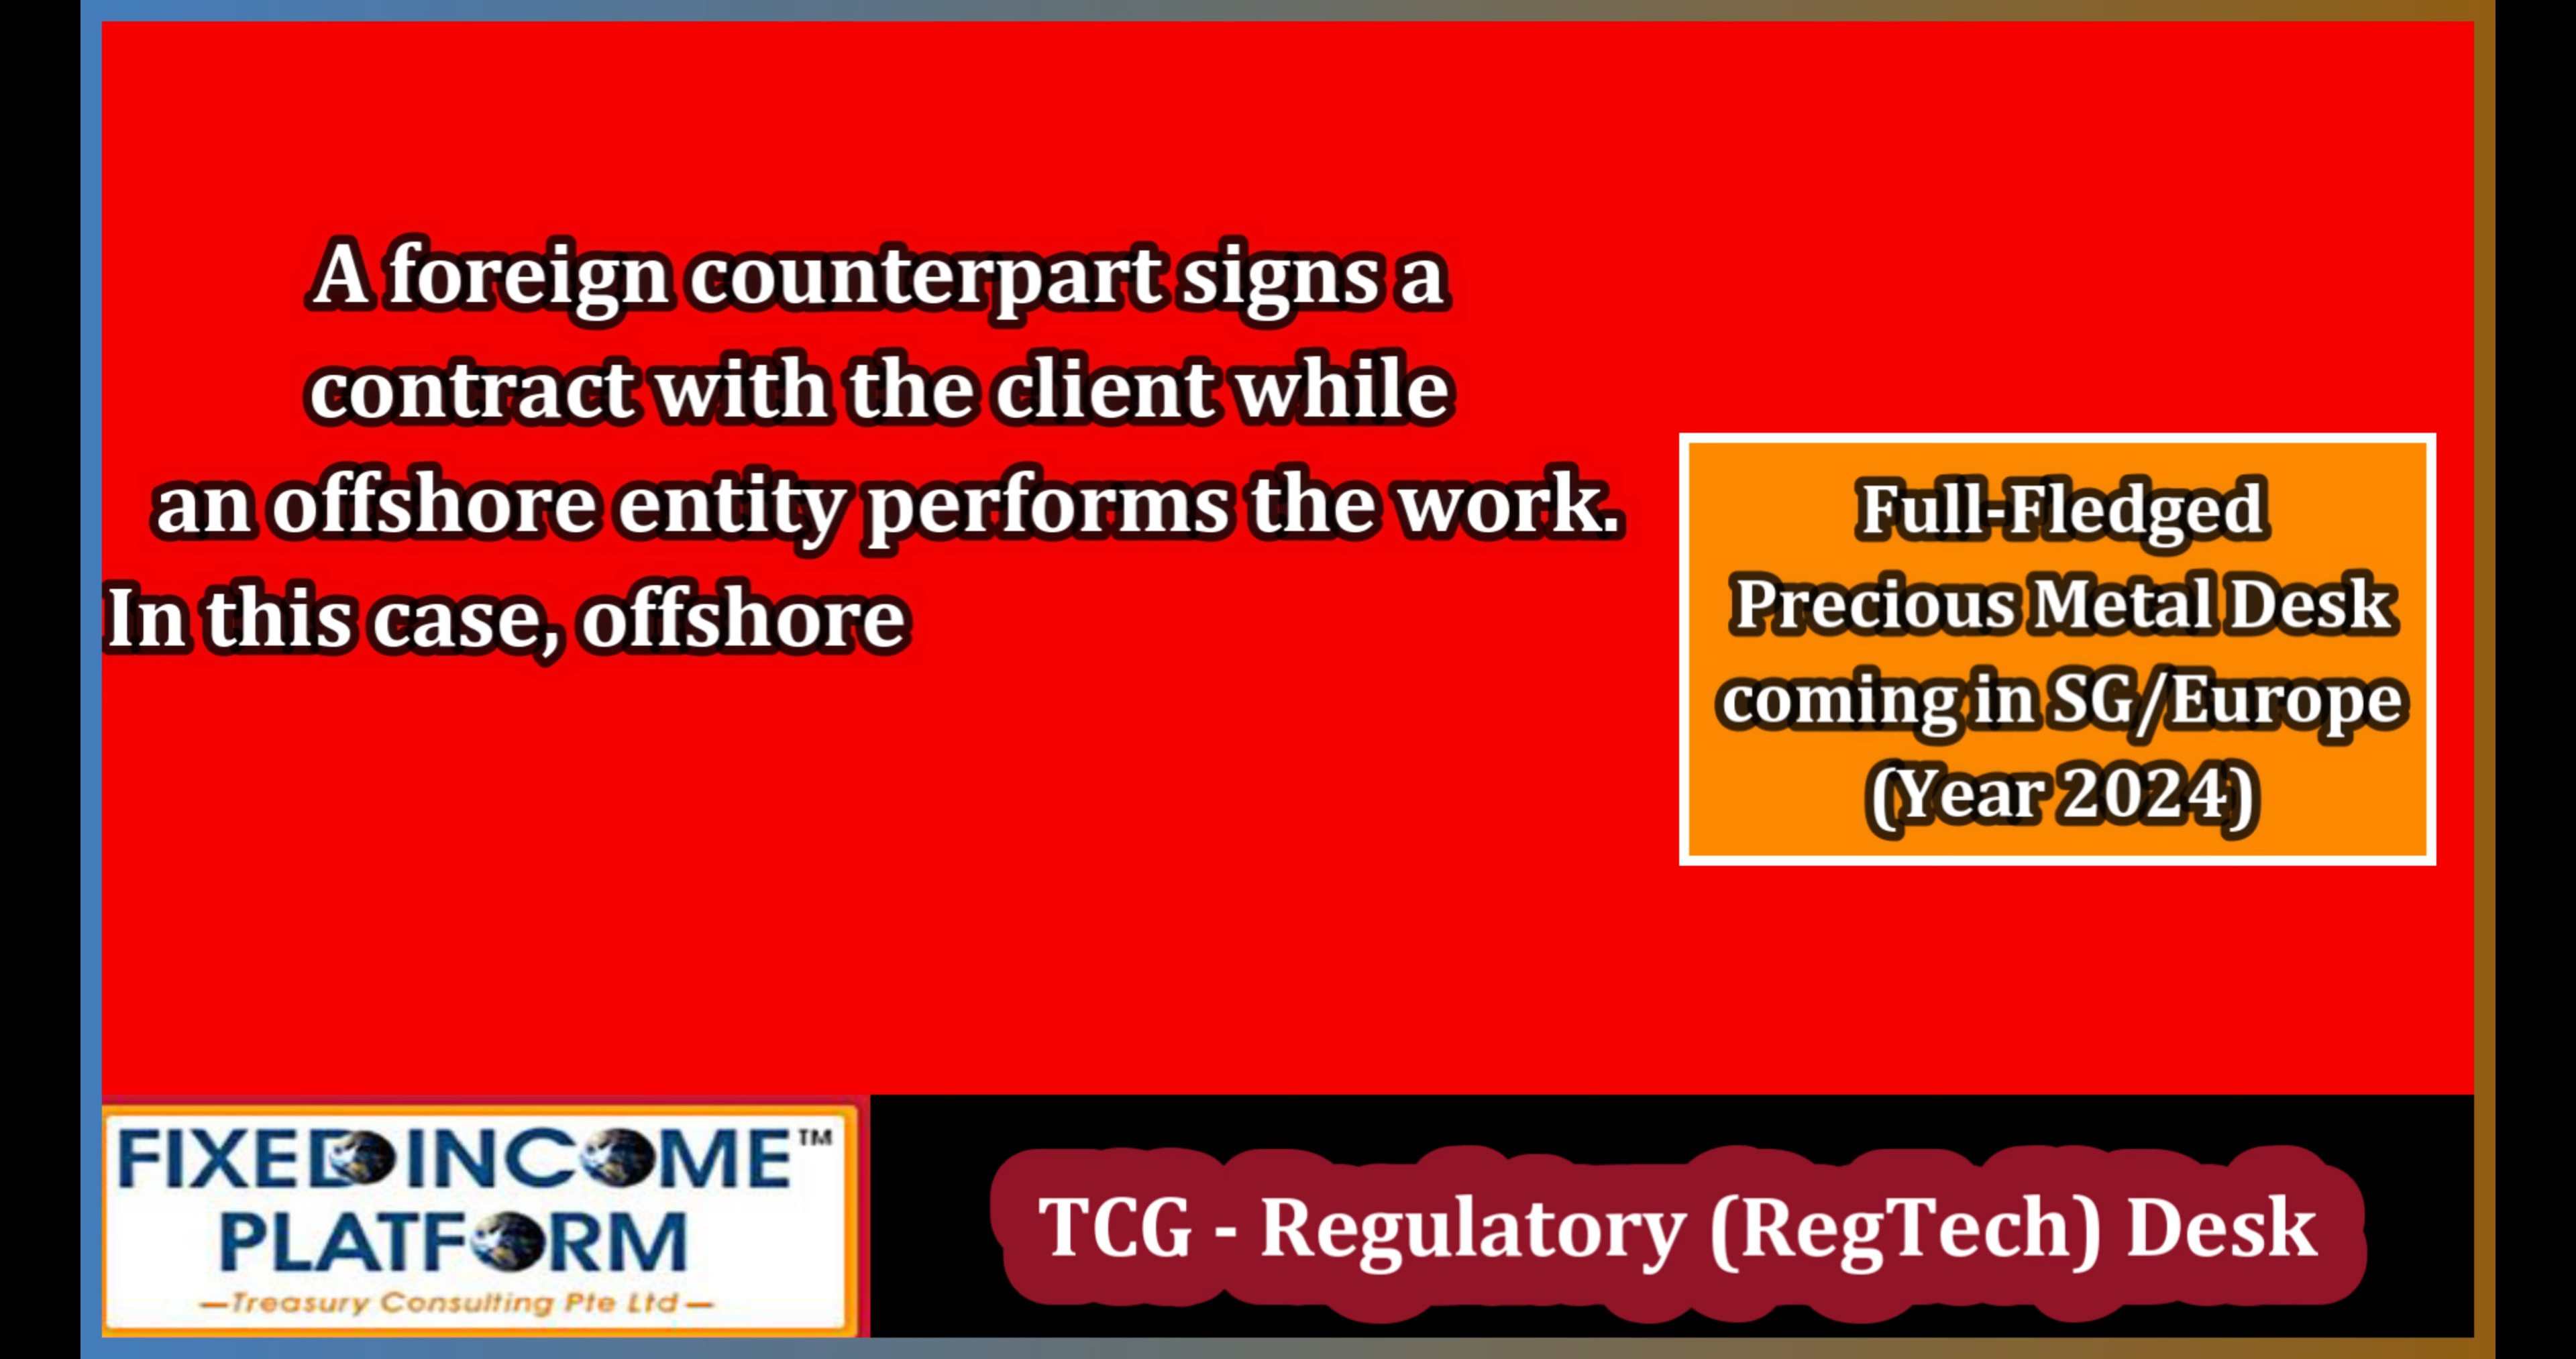 A foreign counterpart signs a
contract with the client while
an offshore entity performs the work.
In this case, offshore
Full-Fledged
Precious Metal Desk
coming in SG/Europe
(Year 2024)
FIXED INCOME™
PLATFORM
—Treasury Consulting Pte Ltd—
TCG - Regulatory (RegTech) Desk